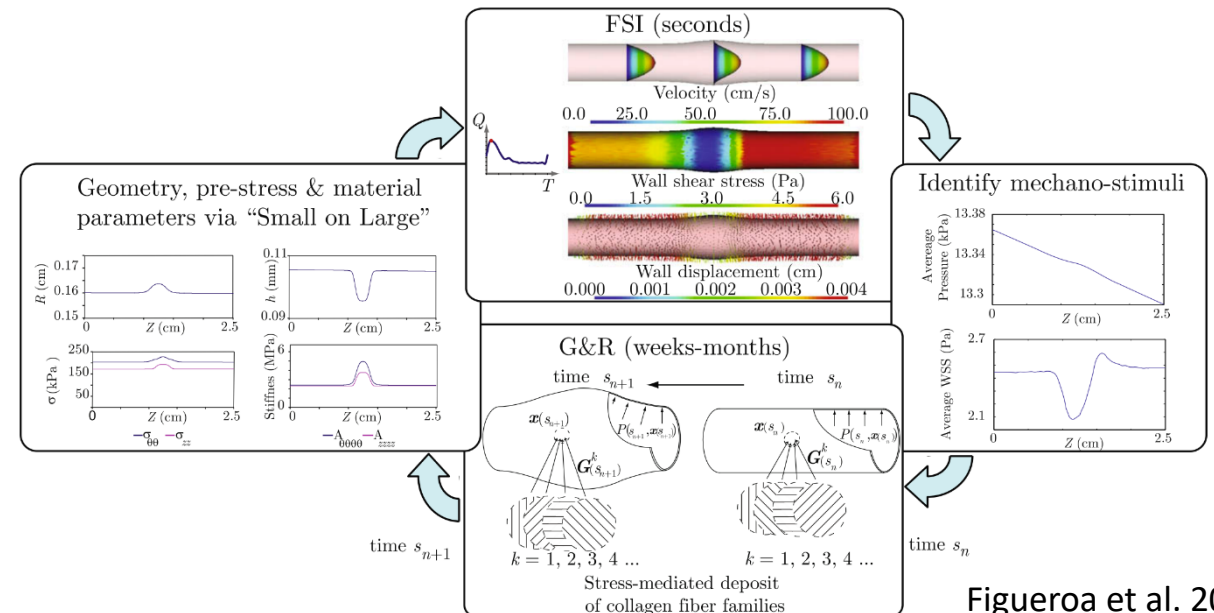 FSI (seconds)
Velocity (cm/s)
0.0 25.0 50.0 75.0 100.0
Q
T
Wall shear stress (Pa)
0.0 1.5 3.0 4.5 6.0
Wall displacement (cm)
0.000 0.001 0.002 0.003 0.004
Geometry, pre-stress & material
parameters via “Small on Large”
R (cm)
0.17
0.16
0.15
0 Z (cm) 2.5
h (mm)
0.11
0.09
0 Z (cm) 2.5
σ (kPa)
250
150
50
0 Z (cm) 2.5
σθθ σzz
Stiffnes (MPa)
6
4
2
0
0 Z (cm) 2.5
Aθθθθ Azzzz
Identify mechano-stimuli
Avereage
Pressure (kPa)
13.38
13.34
13.3
0 Z (cm) 2.5
Average WSS (Pa)
2.7
2.1
0 Z (cm) 2.5
G&R (weeks-months)
time sn+1 time sn
x(sn+1) P(sn+1, x(sn+1))
Gk(sn+1)
x(sn) P(sn, x(sn))
Gk(sn)
k = 1, 2, 3, 4 ... k = 1, 2, 3, 4 ...
Stress-mediated deposit
of collagen fiber families
time sn+1
time sn
Figueroa et al. 20